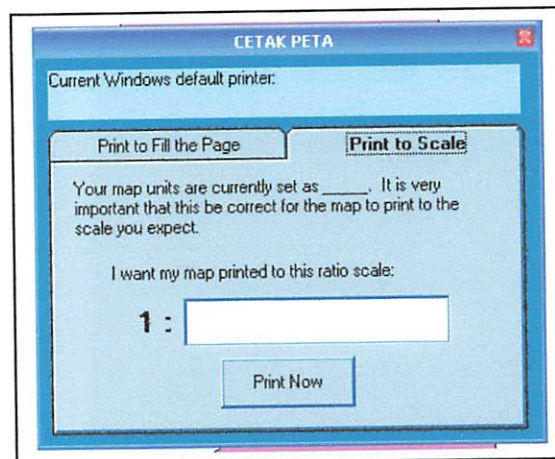 CETAK PETA
Current Windows default printer:
Print to Fill the Page
Print to Scale
Your map units are currently set as _____. It is very
important that this be correct for the map to print to the
scale you expect.
I want my map printed to this ratio scale:
1 :
Print Now